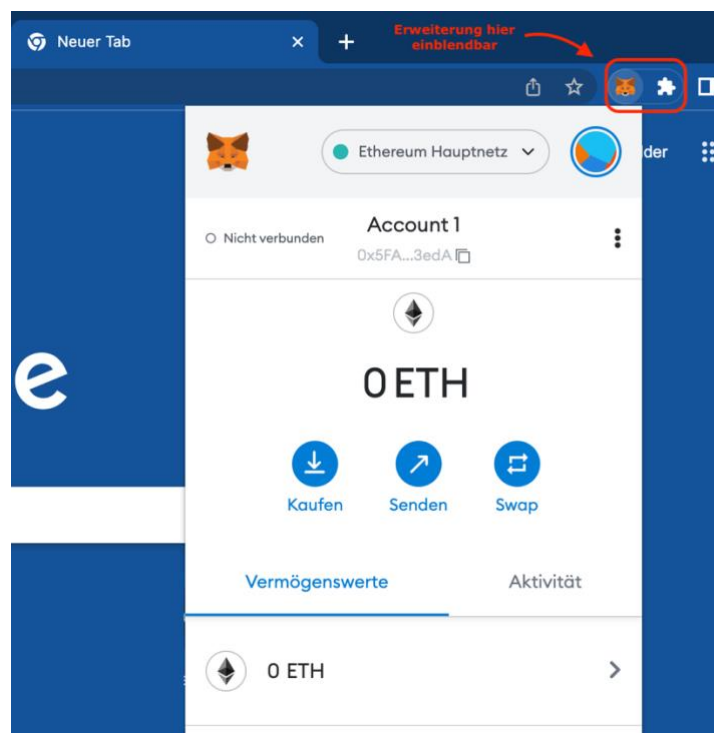 Neuer Tab
Erweiterung hier
einblendbar
Ethereum Hauptnetz
lder
Nicht verbunden
Account 1
0x5FA...3edA
e
0 ETH
Kaufen
Senden
Swap
Vermögenswerte
Aktivität
0 ETH